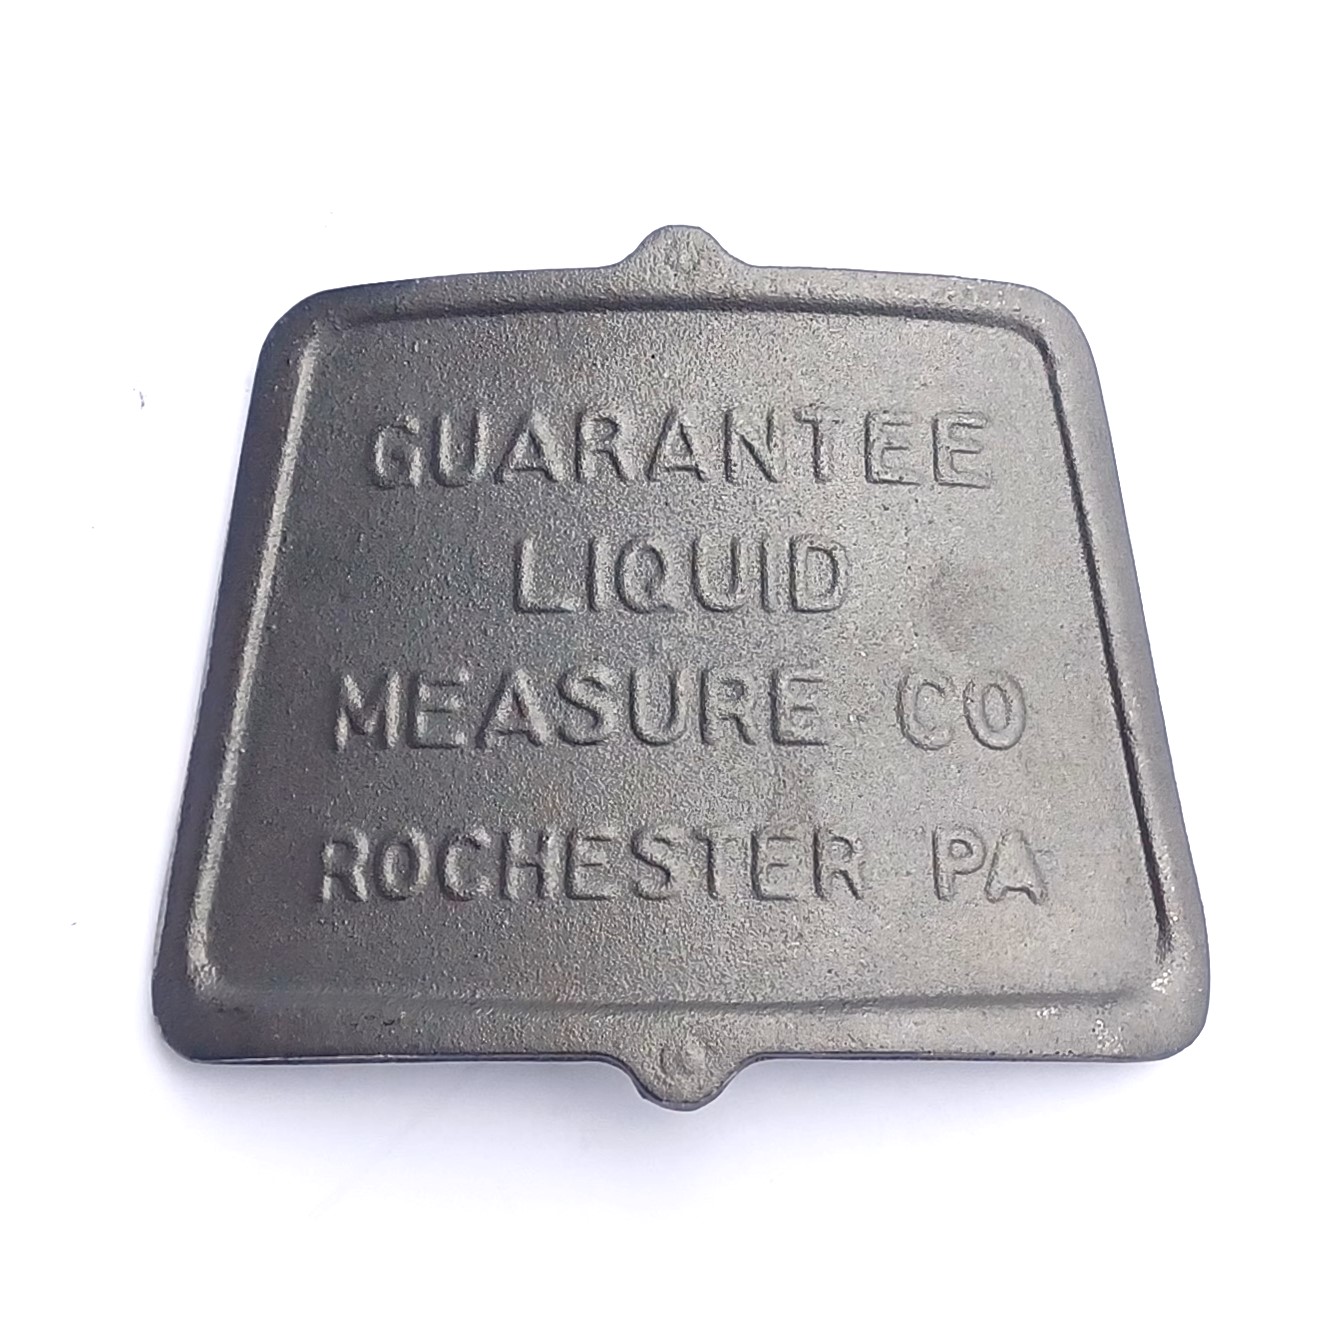 GUARANTEE
LIQUID
MEASURE CO
ROCHESTER PA